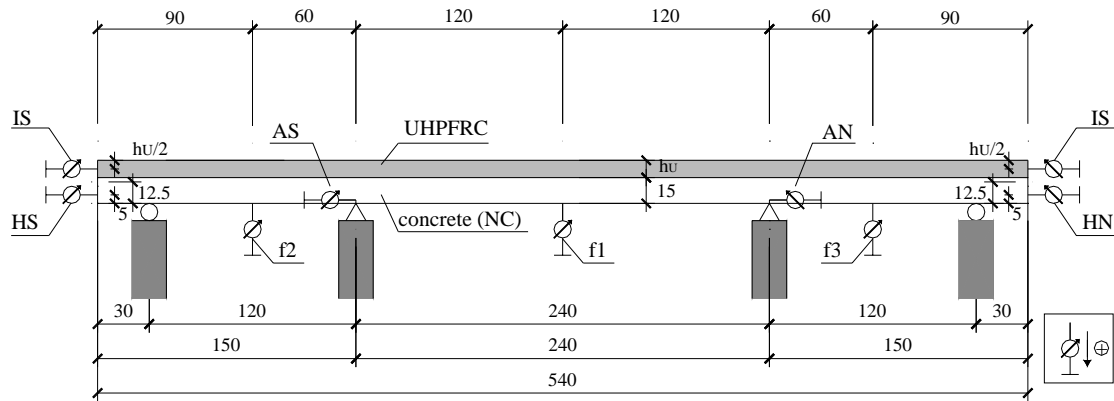 90 60 120 120 60 90
IS AS UHPFRC AN IS
hU/2 hU/2
hU
12.5 15 12.5
HS 5 concrete (NC) 5 HN
f2 f1 f3
30 120 240 120 30
150 240 150
540